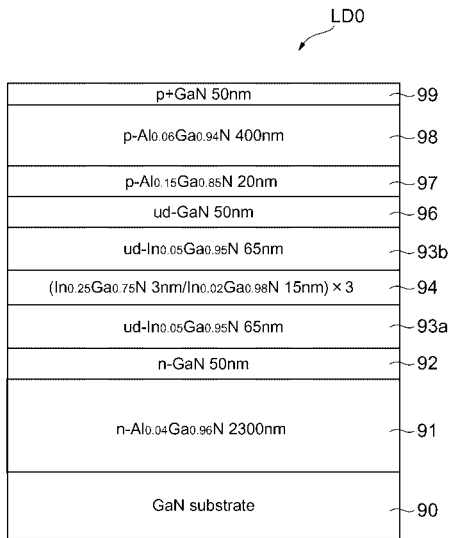 LD0
p+GaN 50nm 99
p-Al0.06Ga0.94N 400nm 98
p-Al0.15Ga0.85N 20nm 97
ud-GaN 50nm 96
ud-In0.05Ga0.95N 65nm 93b
(In0.25Ga0.75N 3nm/In0.02Ga0.98N 15nm) × 3 94
ud-In0.05Ga0.95N 65nm 93a
n-GaN 50nm 92
n-Al0.04Ga0.96N 2300nm 91
GaN substrate 90